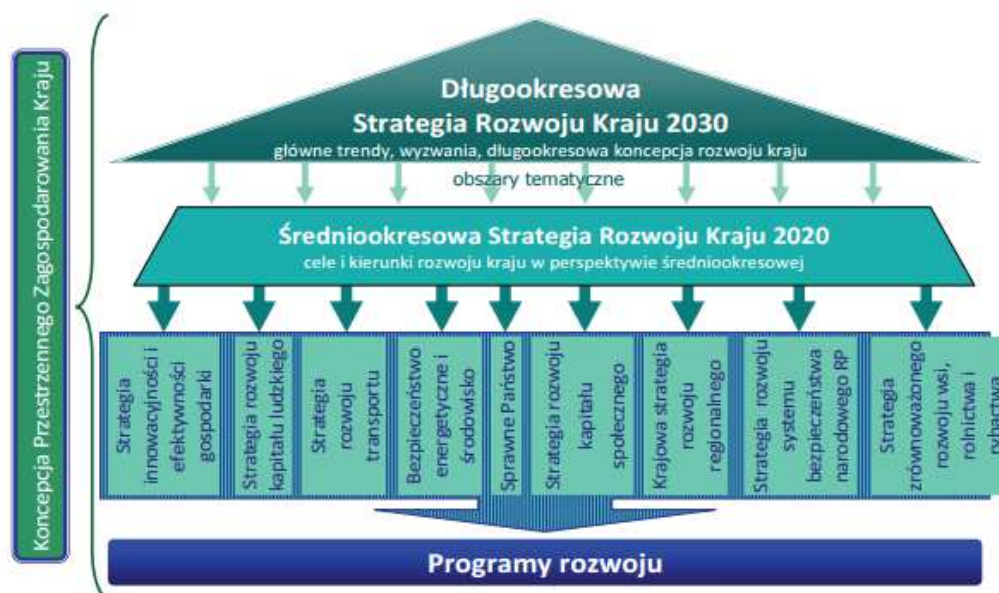 Koncepcja Przestrzennego Zagospodarowania Kraju
Długookresowa
Strategia Rozwoju Kraju 2030
główne trendy, wyzwania, długookresowa koncepcja rozwoju kraju
obszary tematyczne
Średniookresowa Strategia Rozwoju Kraju 2020
cele i kierunki rozwoju kraju w perspektywie średniookresowej
Strategia
innowacyjności i
efektywności
gospodarki
Strategia rozwoju
kapitału ludzkiego
Strategia
rozwoju
transportu
Bezpieczeństwo
energetyczne i
środowisko
Sprawne Państwo
Strategia rozwoju
kapitału
społecznego
Krajowa strategia
rozwoju
regionalnego
Strategia rozwoju
systemu
bezpieczeństwa
narodowego RP
Strategia
zrównoważonego
rozwoju wsi,
rolnictwa i
rybactwa
Programy rozwoju